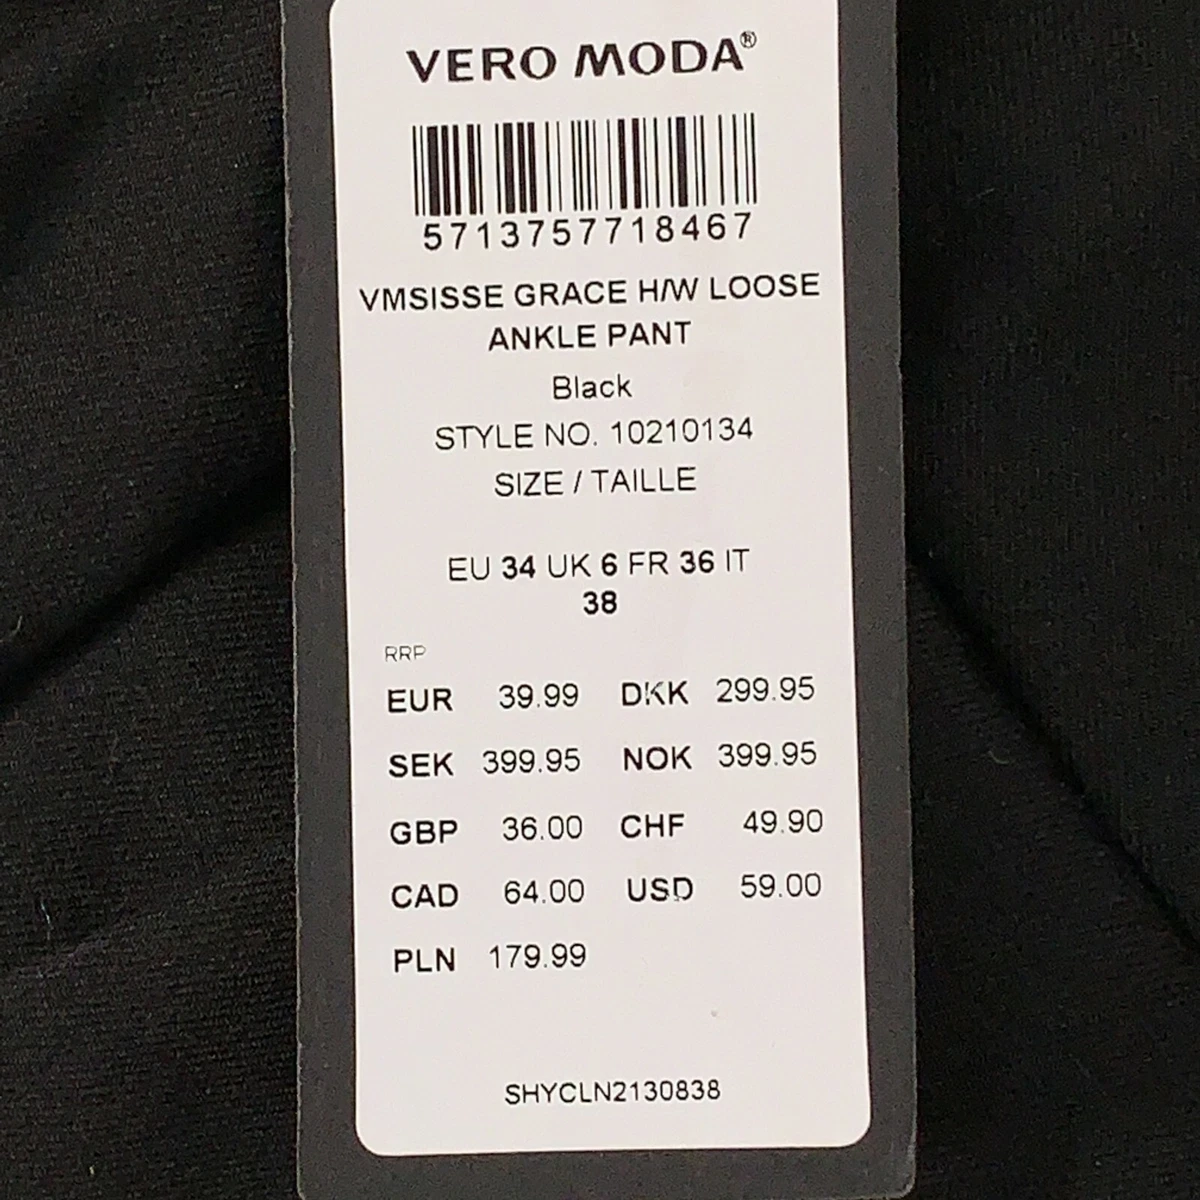 VERO MODA®
5713757718467
VMSISSE GRACE H/W LOOSE
ANKLE PANT
Black
STYLE NO. 10210134
SIZE / TAILLE
EU 34 UK 6 FR 36 IT
38
RRP
EUR 39.99 DKK 299.95
SEK 399.95 NOK 399.95
GBP 36.00 CHF 49.90
CAD 64.00 USD 59.00
PLN 179.99
SHYCLN2130838